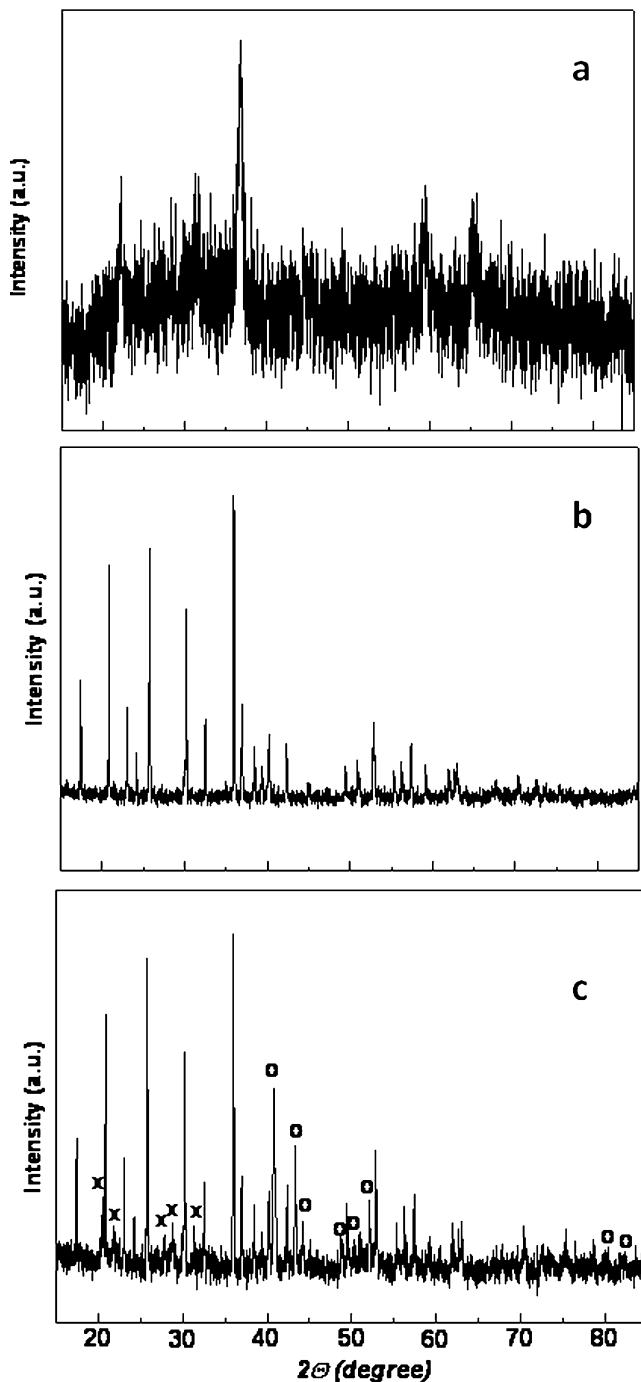 a
Intensity (a.u.)
b
Intensity (a.u.)
c
Intensity (a.u.)
x x x x x
o o o o o o o o
20 30 40 50 60 70 80
2Θ (degree)